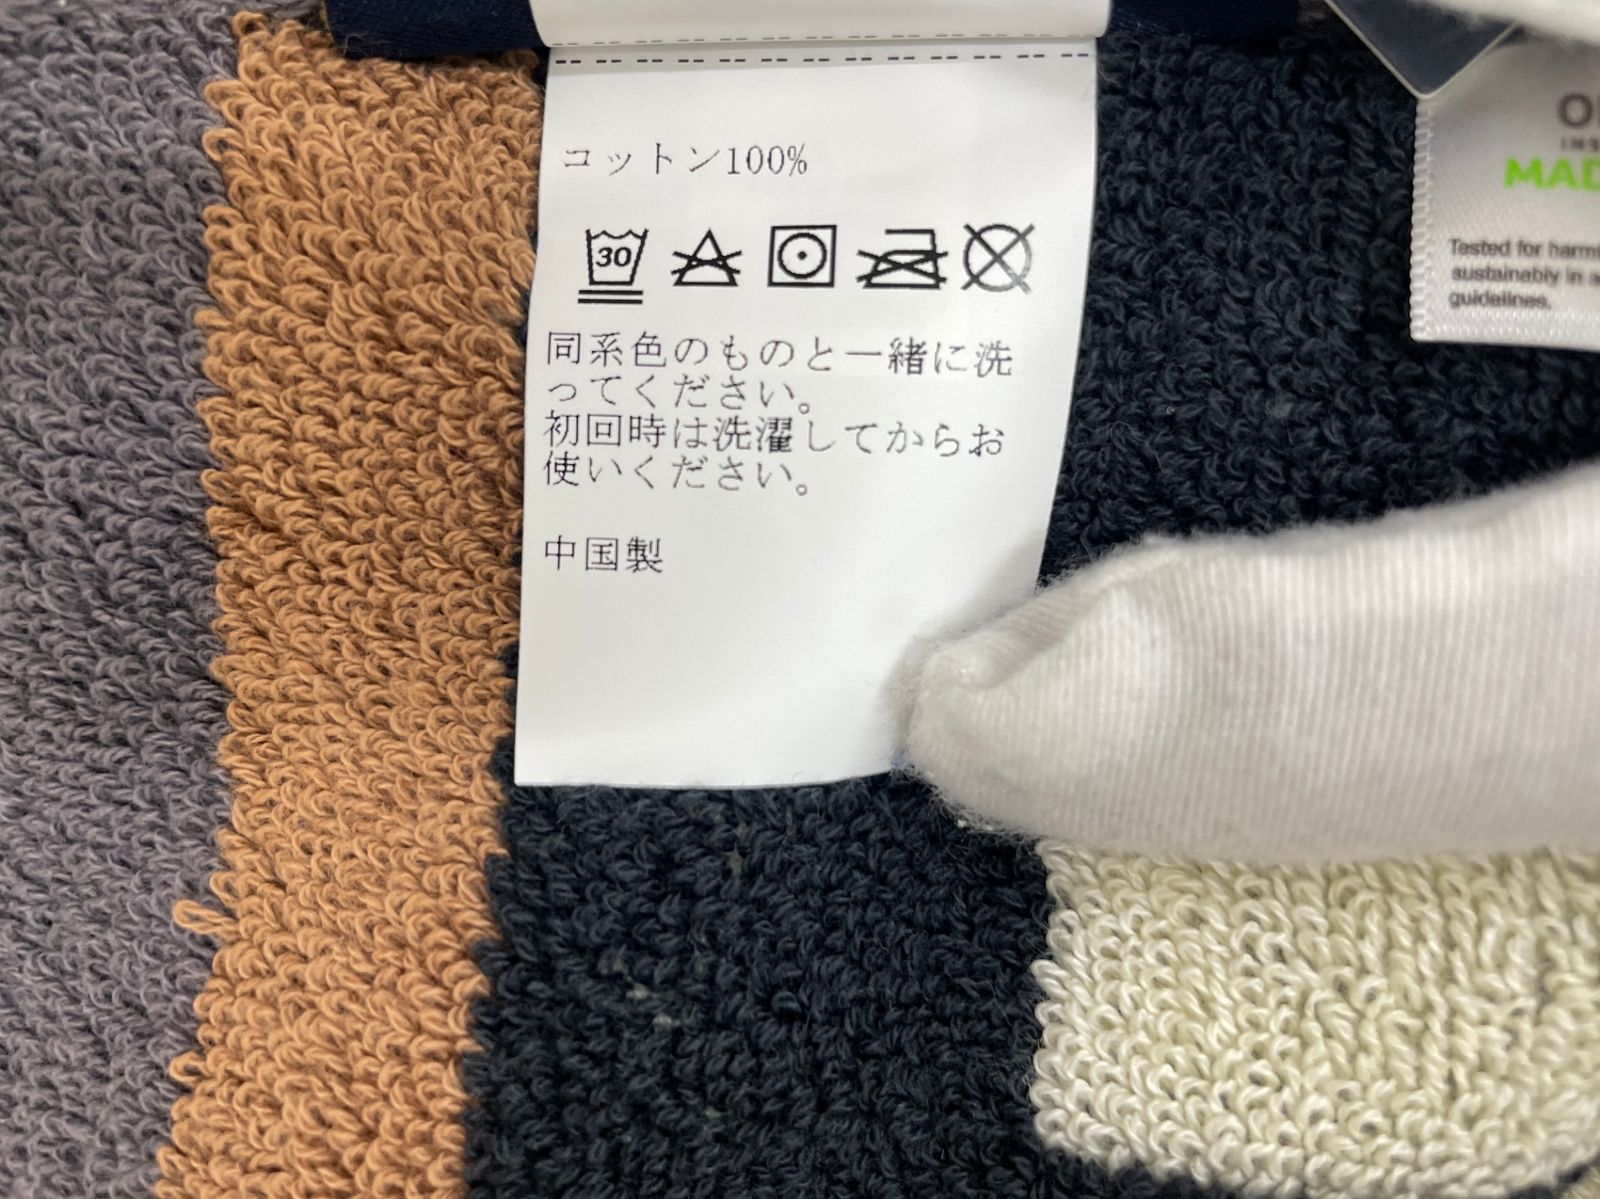 コットン100%
30
同系色のものと一緒に洗
ってください。
初回時は洗濯してからお
使いください。
中国製
Tested for
sustainably in
guidelines.